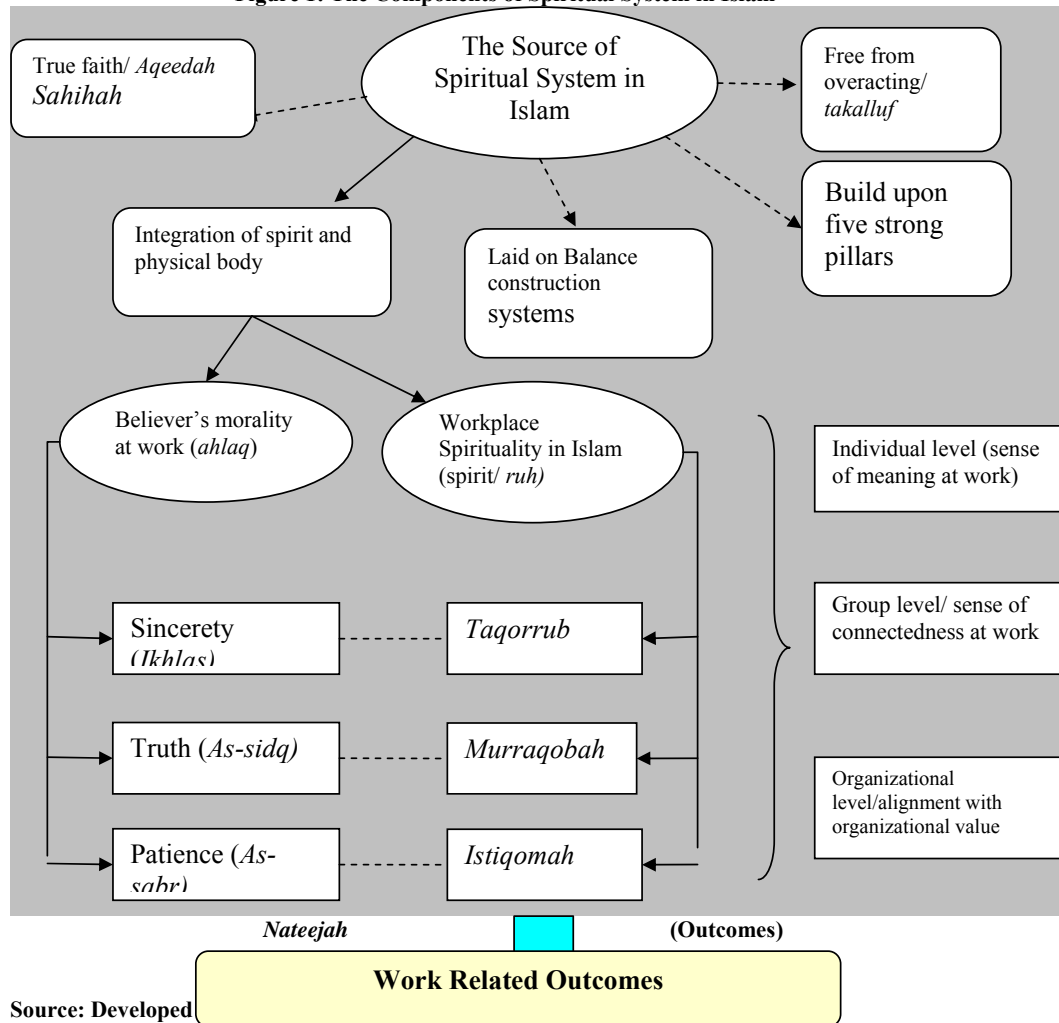 Figure 1: The Components of Spiritual System in Islam
The Source of
Spiritual System in
Islam
True faith/ Aqeedah
Sahihah
Free from
overacting/
takalluf
Build upon
five strong
pillars
Integration of spirit and
physical body
Laid on Balance
construction
systems
Believer’s morality
at work (ahlaq)
Workplace
Spirituality in Islam
(spirit/ ruh)
Individual level (sense
of meaning at work)
Group level/ sense of
connectedness at work
Organizational
level/alignment with
organizational value
Sincerety
(Ikhlas)
Taqorrub
Truth (As-sidq)
Murraqobah
Patience (As-
sabr)
Istiqomah
Nateejah (Outcomes)
Work Related Outcomes
Source: Developed